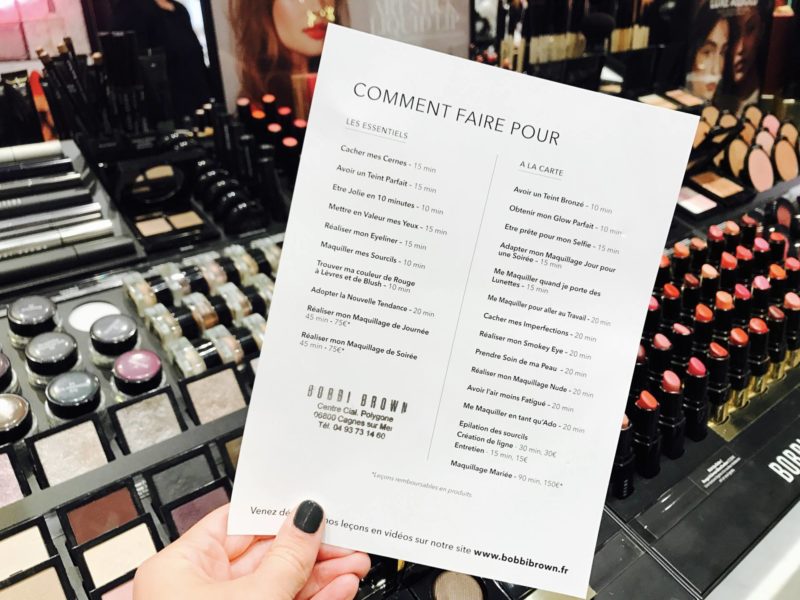 COMMENT FAIRE POUR
LES ESSENTIELS
Cacher mes Cernes - 15 min
Avoir un Teint Parfait - 15 min
Etre Jolie en 10 minutes - 10 min
Mettre en Valeur mes Yeux - 15 min
Réaliser mon Eyeliner - 15 min
Maquiller mes Sourcils - 10 min
Trouver ma couleur de Rouge
à Lèvres et de Blush - 10 min
Adopter la Nouvelle Tendance - 20 min
Réaliser mon Maquillage de Journée
45 min - 75€*
Réaliser mon Maquillage de Soirée
45 min - 75€*
BOBBI BROWN
Centre Cial. Polygone
06800 Cagnes sur Mer
Tél. 04 93 73 14 60
A LA CARTE
Avoir un Teint Bronzé - 10 min
Obtenir mon Glow Parfait - 10 min
Etre prête pour mon Selfie - 15 min
Adapter mon Maquillage Jour pour
une Soirée - 15 min
Me Maquiller quand je porte des
Lunettes - 15 min
Me Maquiller pour aller au Travail - 20 min
Cacher mes Imperfections - 20 min
Réaliser mon Smokey Eye - 20 min
Prendre Soin de ma Peau - 20 min
Réaliser mon Maquillage Nude - 20 min
Avoir l'air moins Fatigué - 20 min
Me Maquiller en tant qu'Ado - 20 min
Epilation des sourcils
Création de ligne - 30 min, 30€
Entretien - 15 min, 15€
Maquillage Mariée - 90 min, 150€*
*Leçons remboursables en produits
Venez dé nos leçons en vidéos sur notre site www.bobbibrown.fr
LIQUID LIP
BOBBI